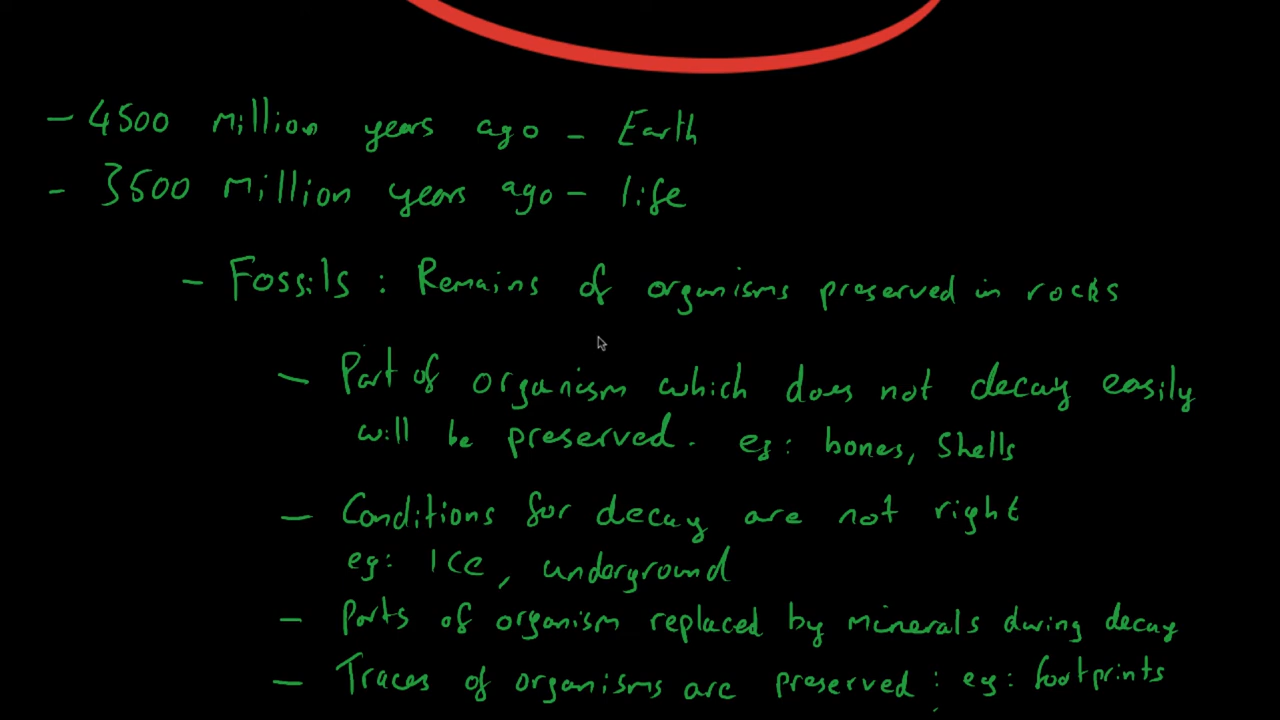 - 4500 million years ago - Earth
- 3500 million years ago - life
- Fossils : Remains of organisms preserved in rocks
- Part of organism which does not decay easily
will be preserved. eg: bones, shells
- Conditions for decay are not right
eg: Ice, underground
- Parts of organism replaced by minerals during decay
- Traces of organisms are preserved : eg: footprints